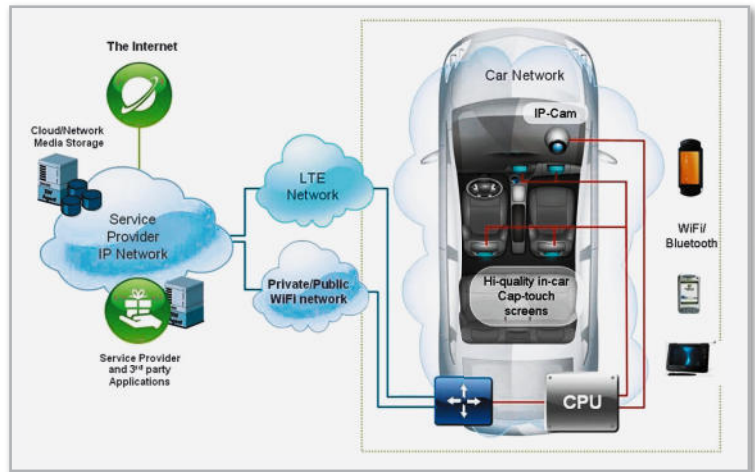 The Internet
Cloud/Network
Media Storage
Service
Provider
IP Network
Service Provider
and 3rd party
Applications
LTE
Network
Private/Public
WiFi network
Car Network
IP-Cam
Hi-quality in-car
Cap-touch
screens
CPU
WiFi/
Bluetooth